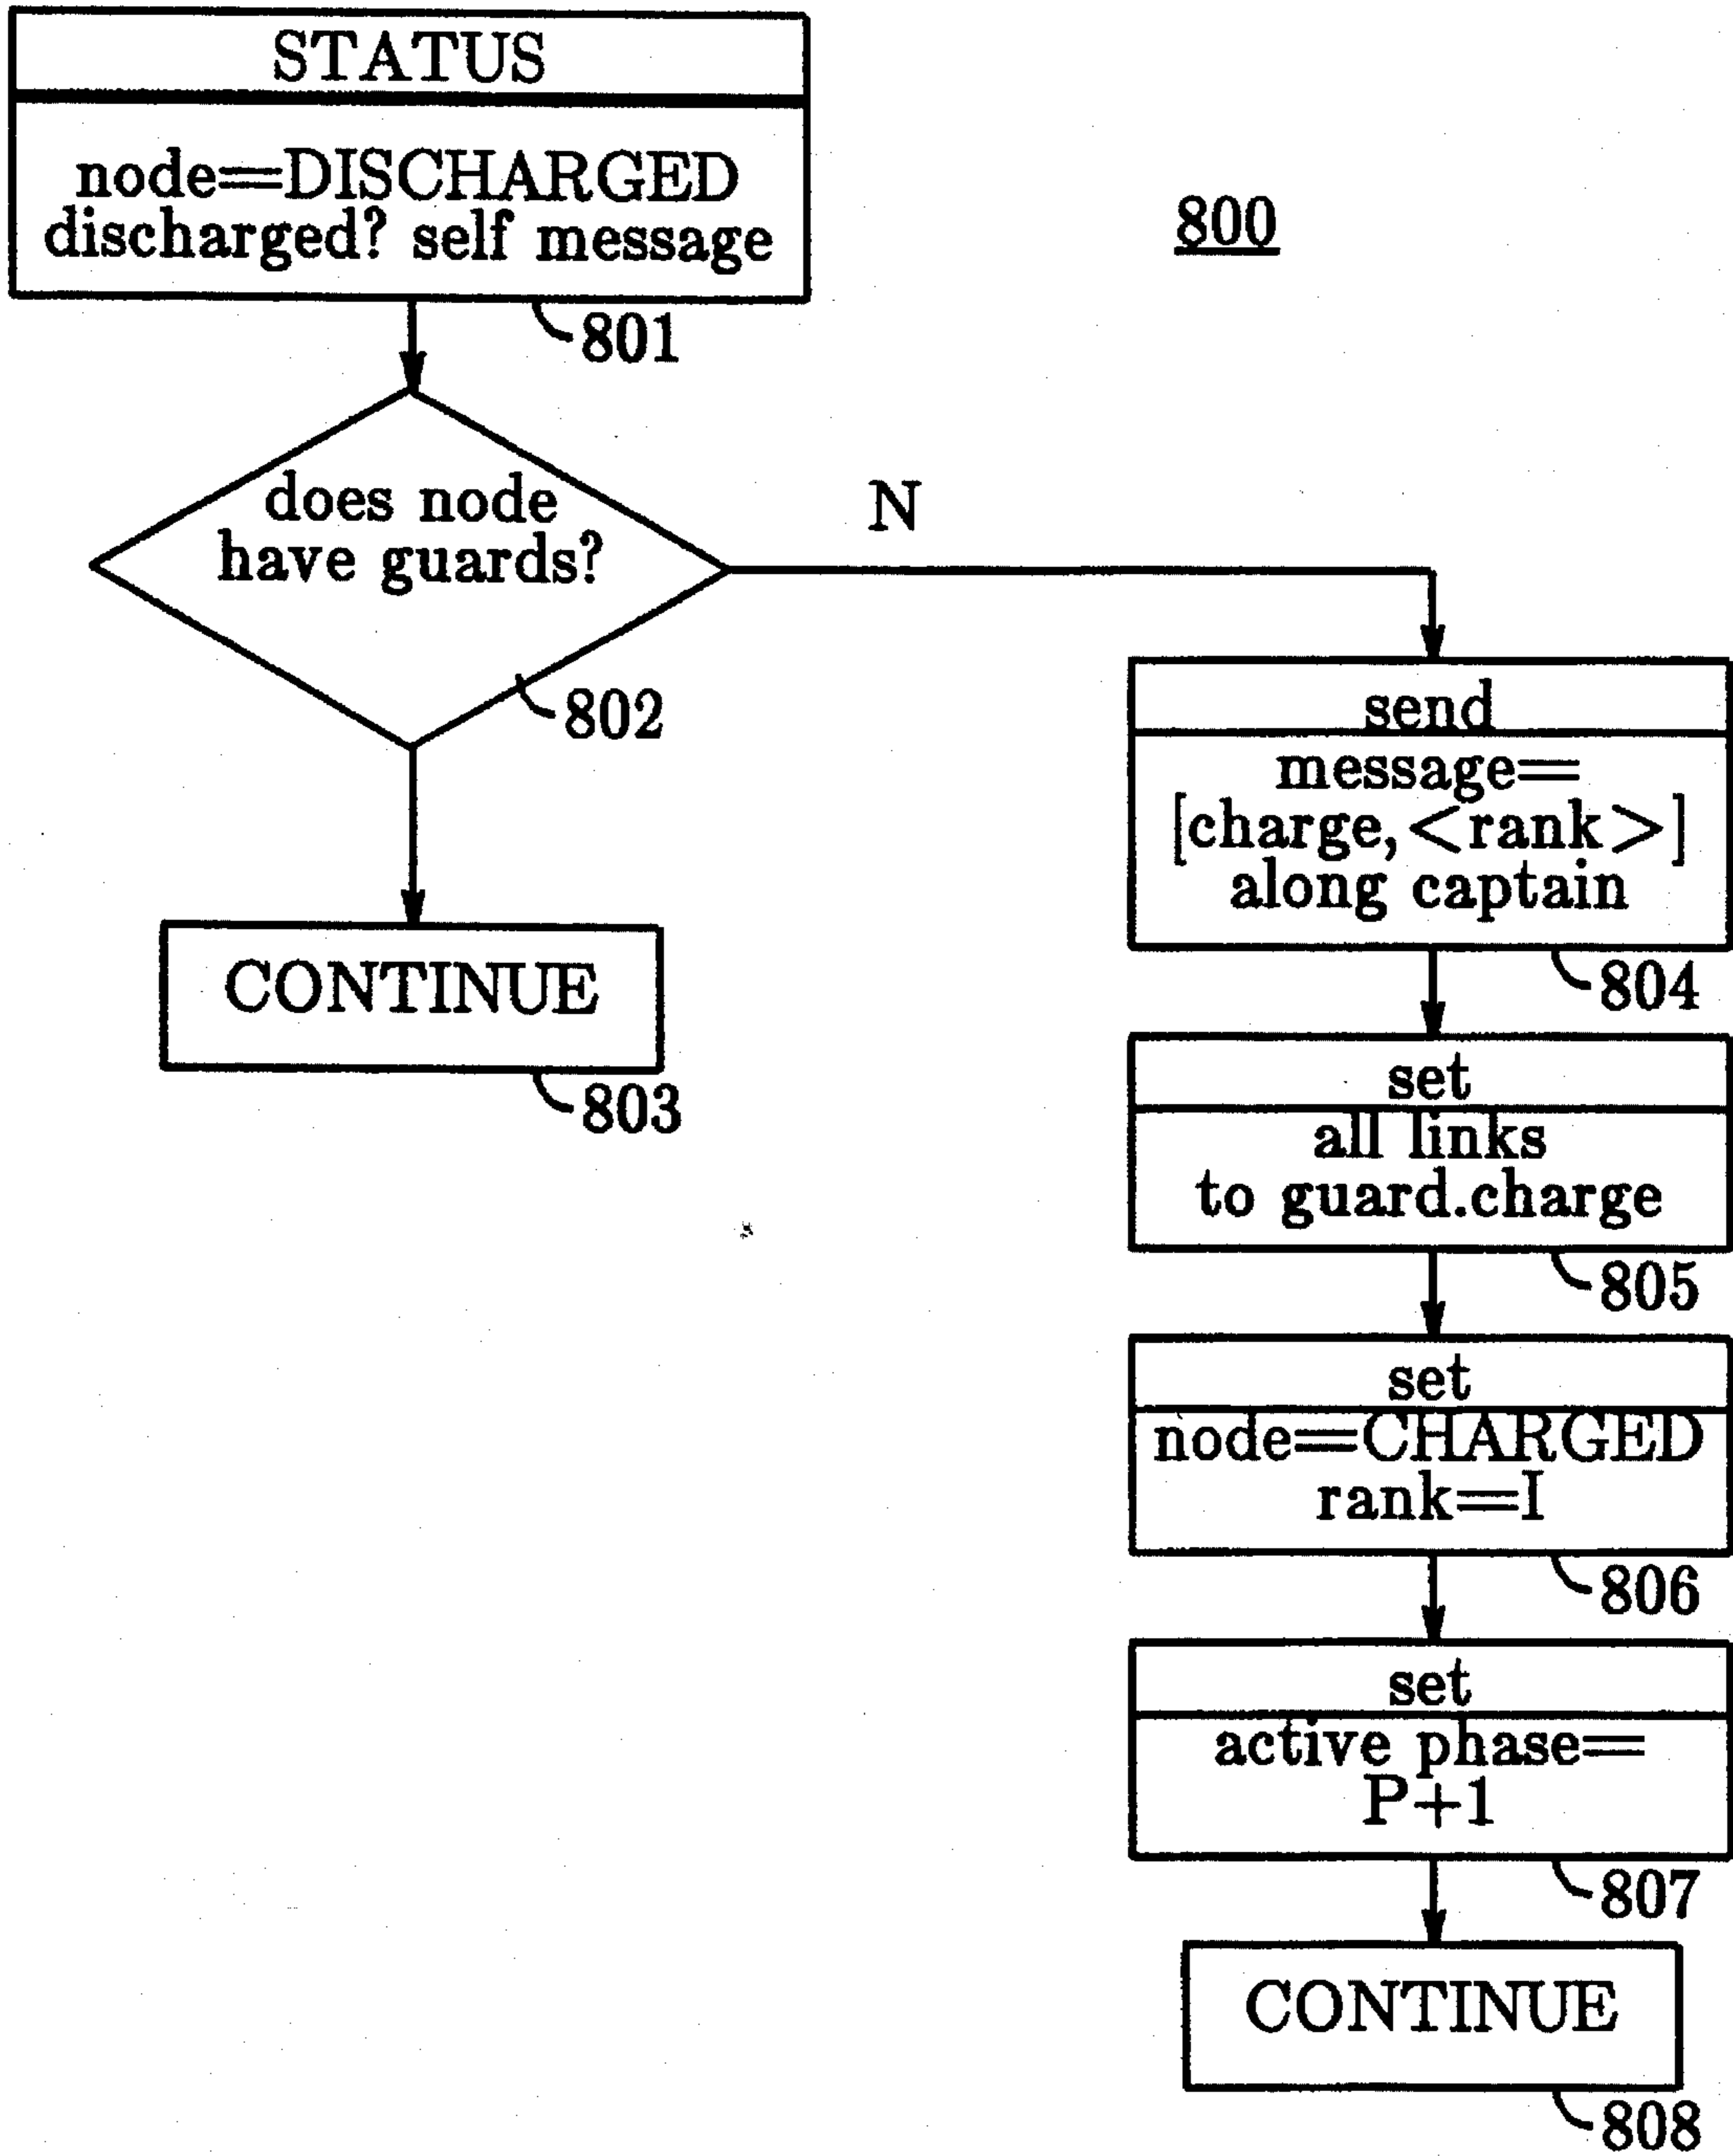 STATUS
node=DISCHARGED
discharged? self message
800
801
does node
have guards?
N
802
send
message=
[charge,<rank>]
along captain
804
CONTINUE
803
set
all links
to guard.charge
805
set
node=CHARGED
rank=I
806
set
active phase=
P+1
807
CONTINUE
808